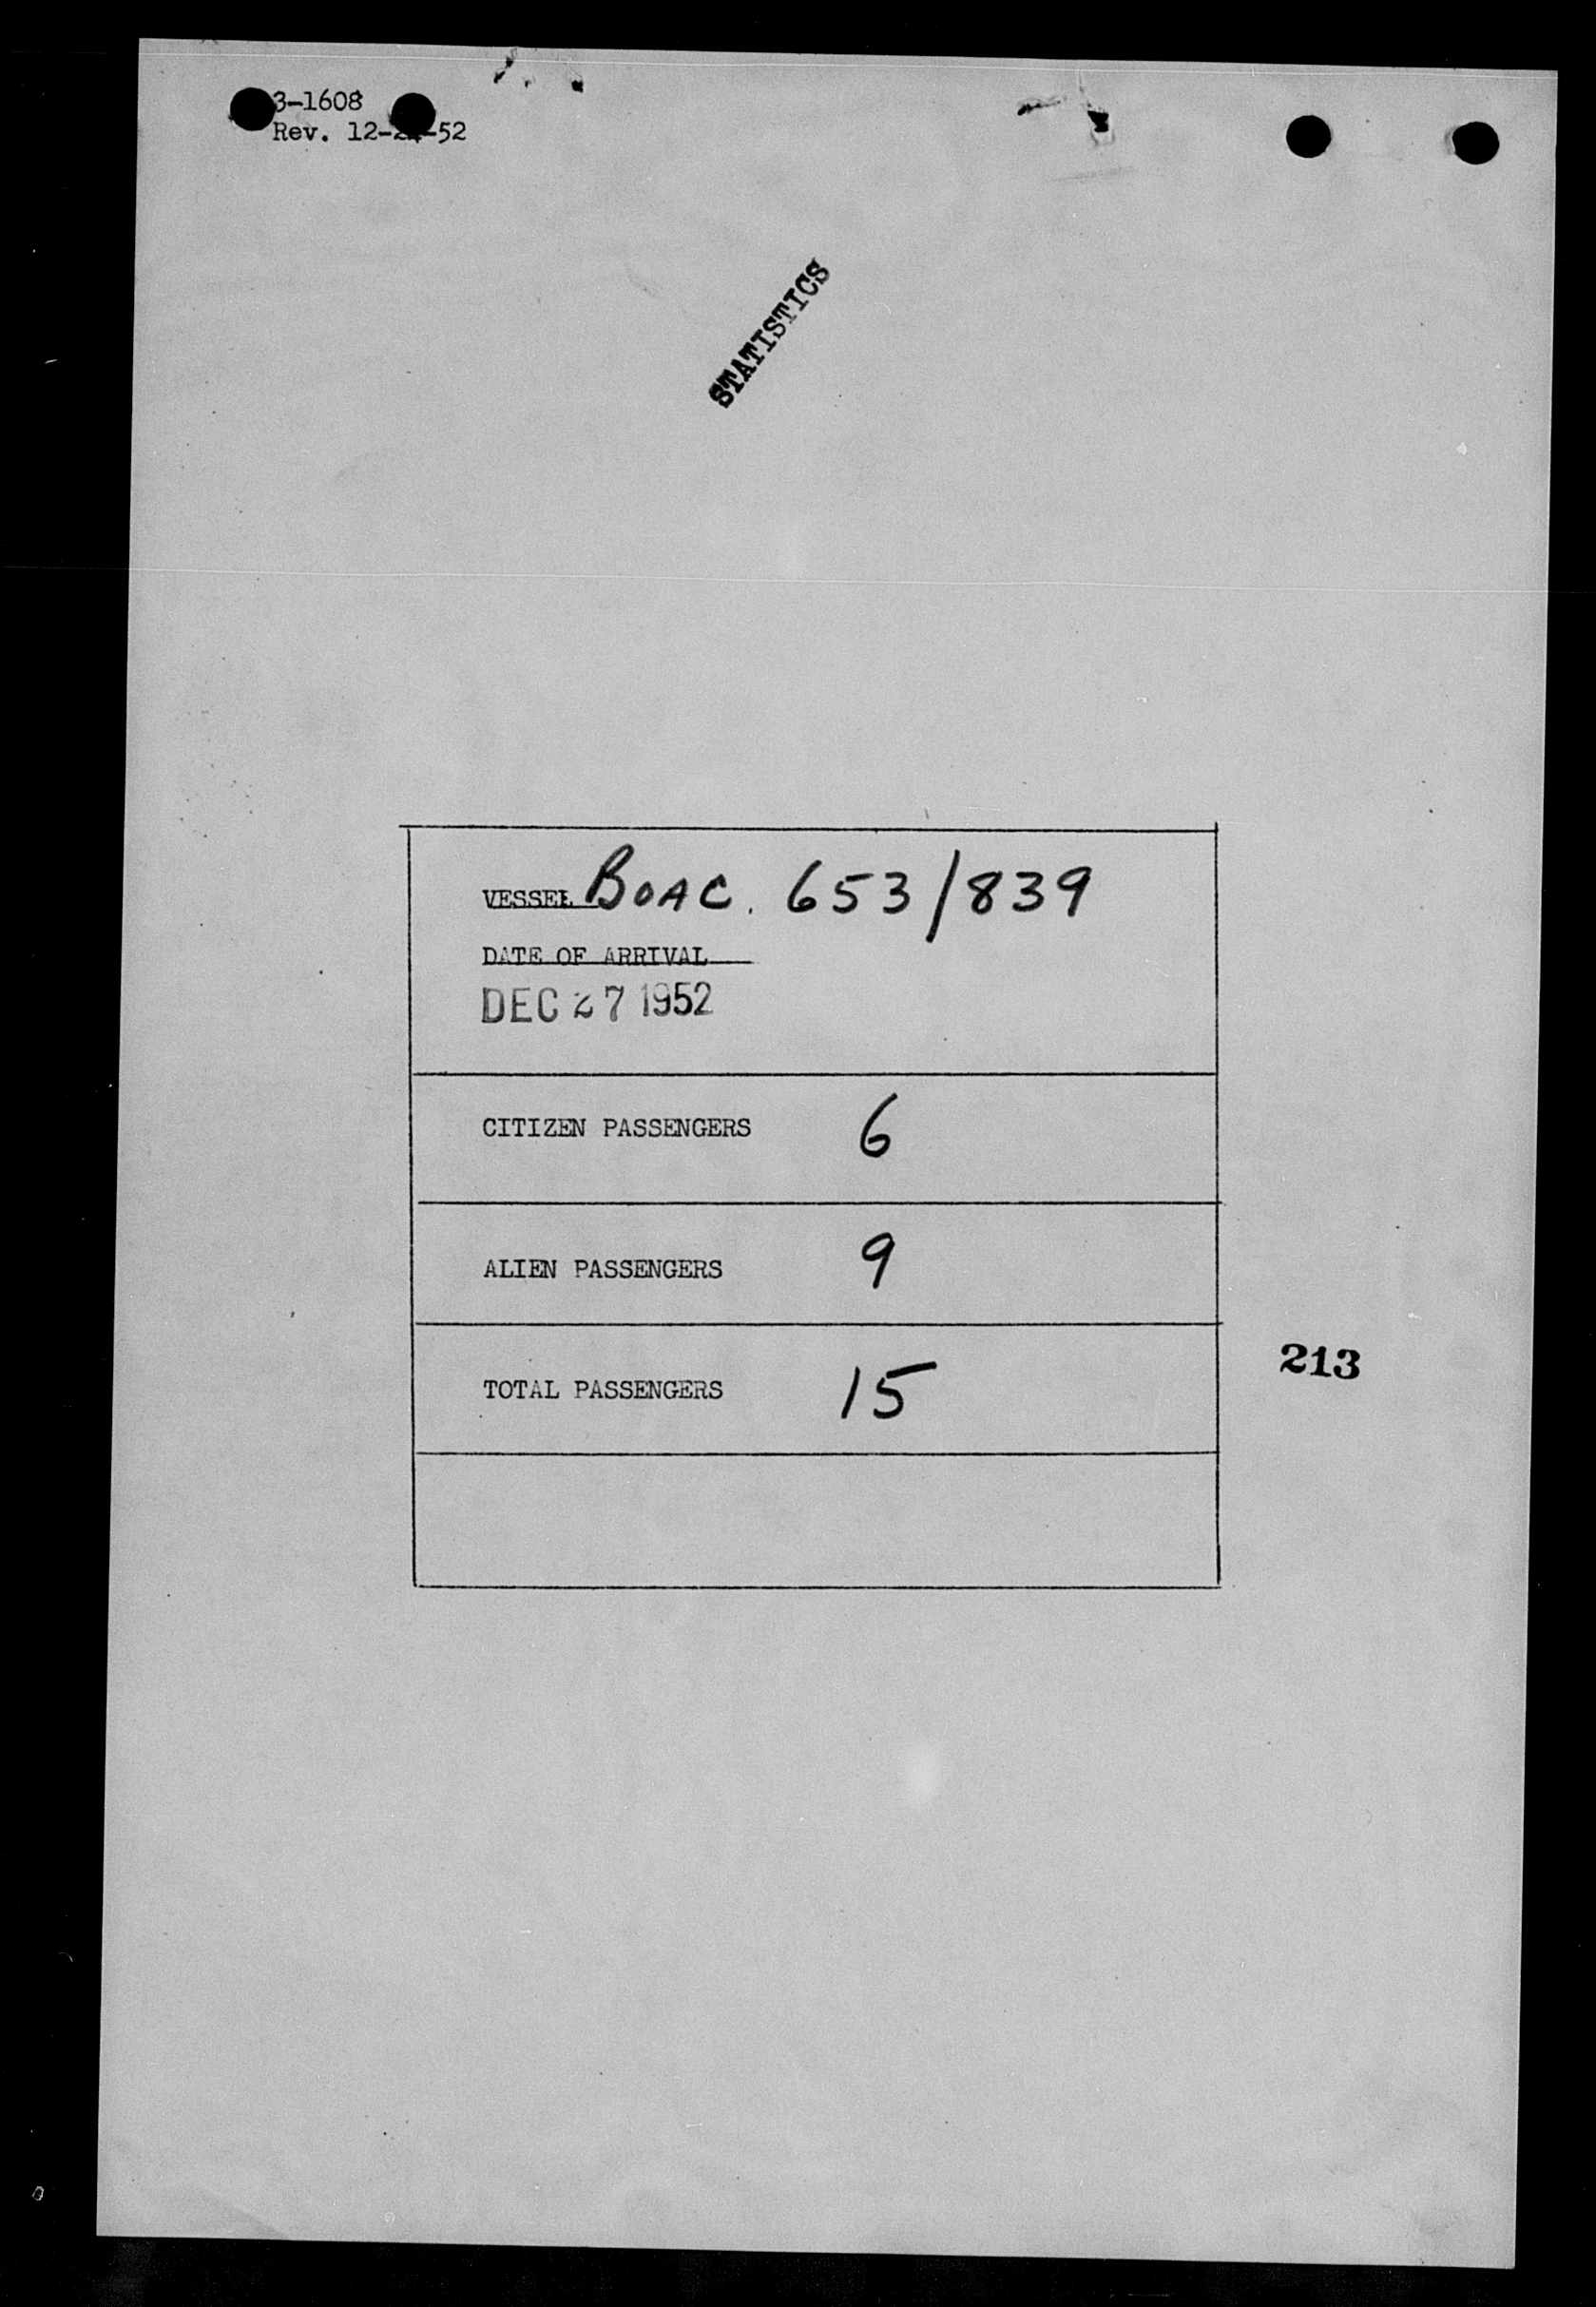 3-1608
Rev. 12- -52
STATISTICS
VESSEL BOAC. 653/839
DATE OF ARRIVAL
DEC 27 1952
CITIZEN PASSENGERS 6
ALIEN PASSENGERS 9
213
TOTAL PASSENGERS 15